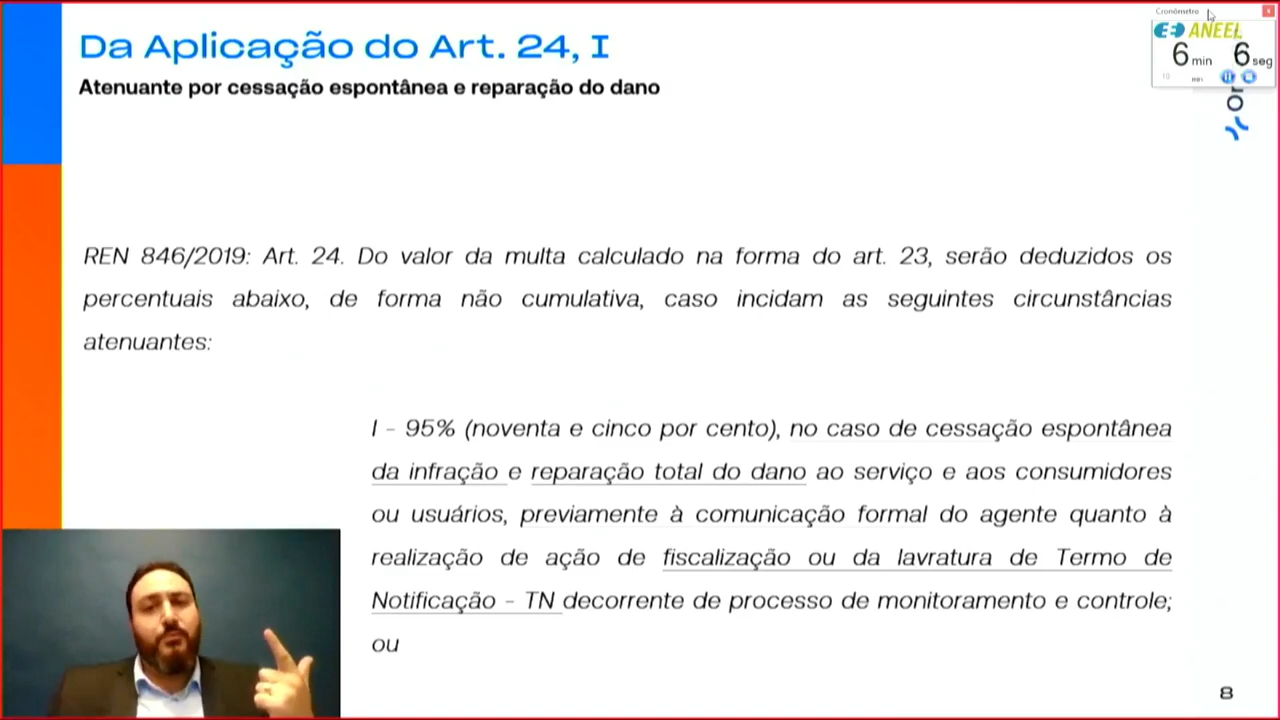 Cronômetro
ANEEL
6 min 6 seg
10 min
Da Aplicação do Art. 24, I
Atenuante por cessação espontânea e reparação do dano
REN 846/2019: Art. 24. Do valor da multa calculado na forma do art. 23, serão deduzidos os
percentuais abaixo, de forma não cumulativa, caso incidam as seguintes circunstâncias
atenuantes:
I - 95% (noventa e cinco por cento), no caso de cessação espontânea
da infração e reparação total do dano ao serviço e aos consumidores
ou usuários, previamente à comunicação formal do agente quanto à
realização de ação de fiscalização ou da lavratura de Termo de
Notificação - TN decorrente de processo de monitoramento e controle;
ou
8